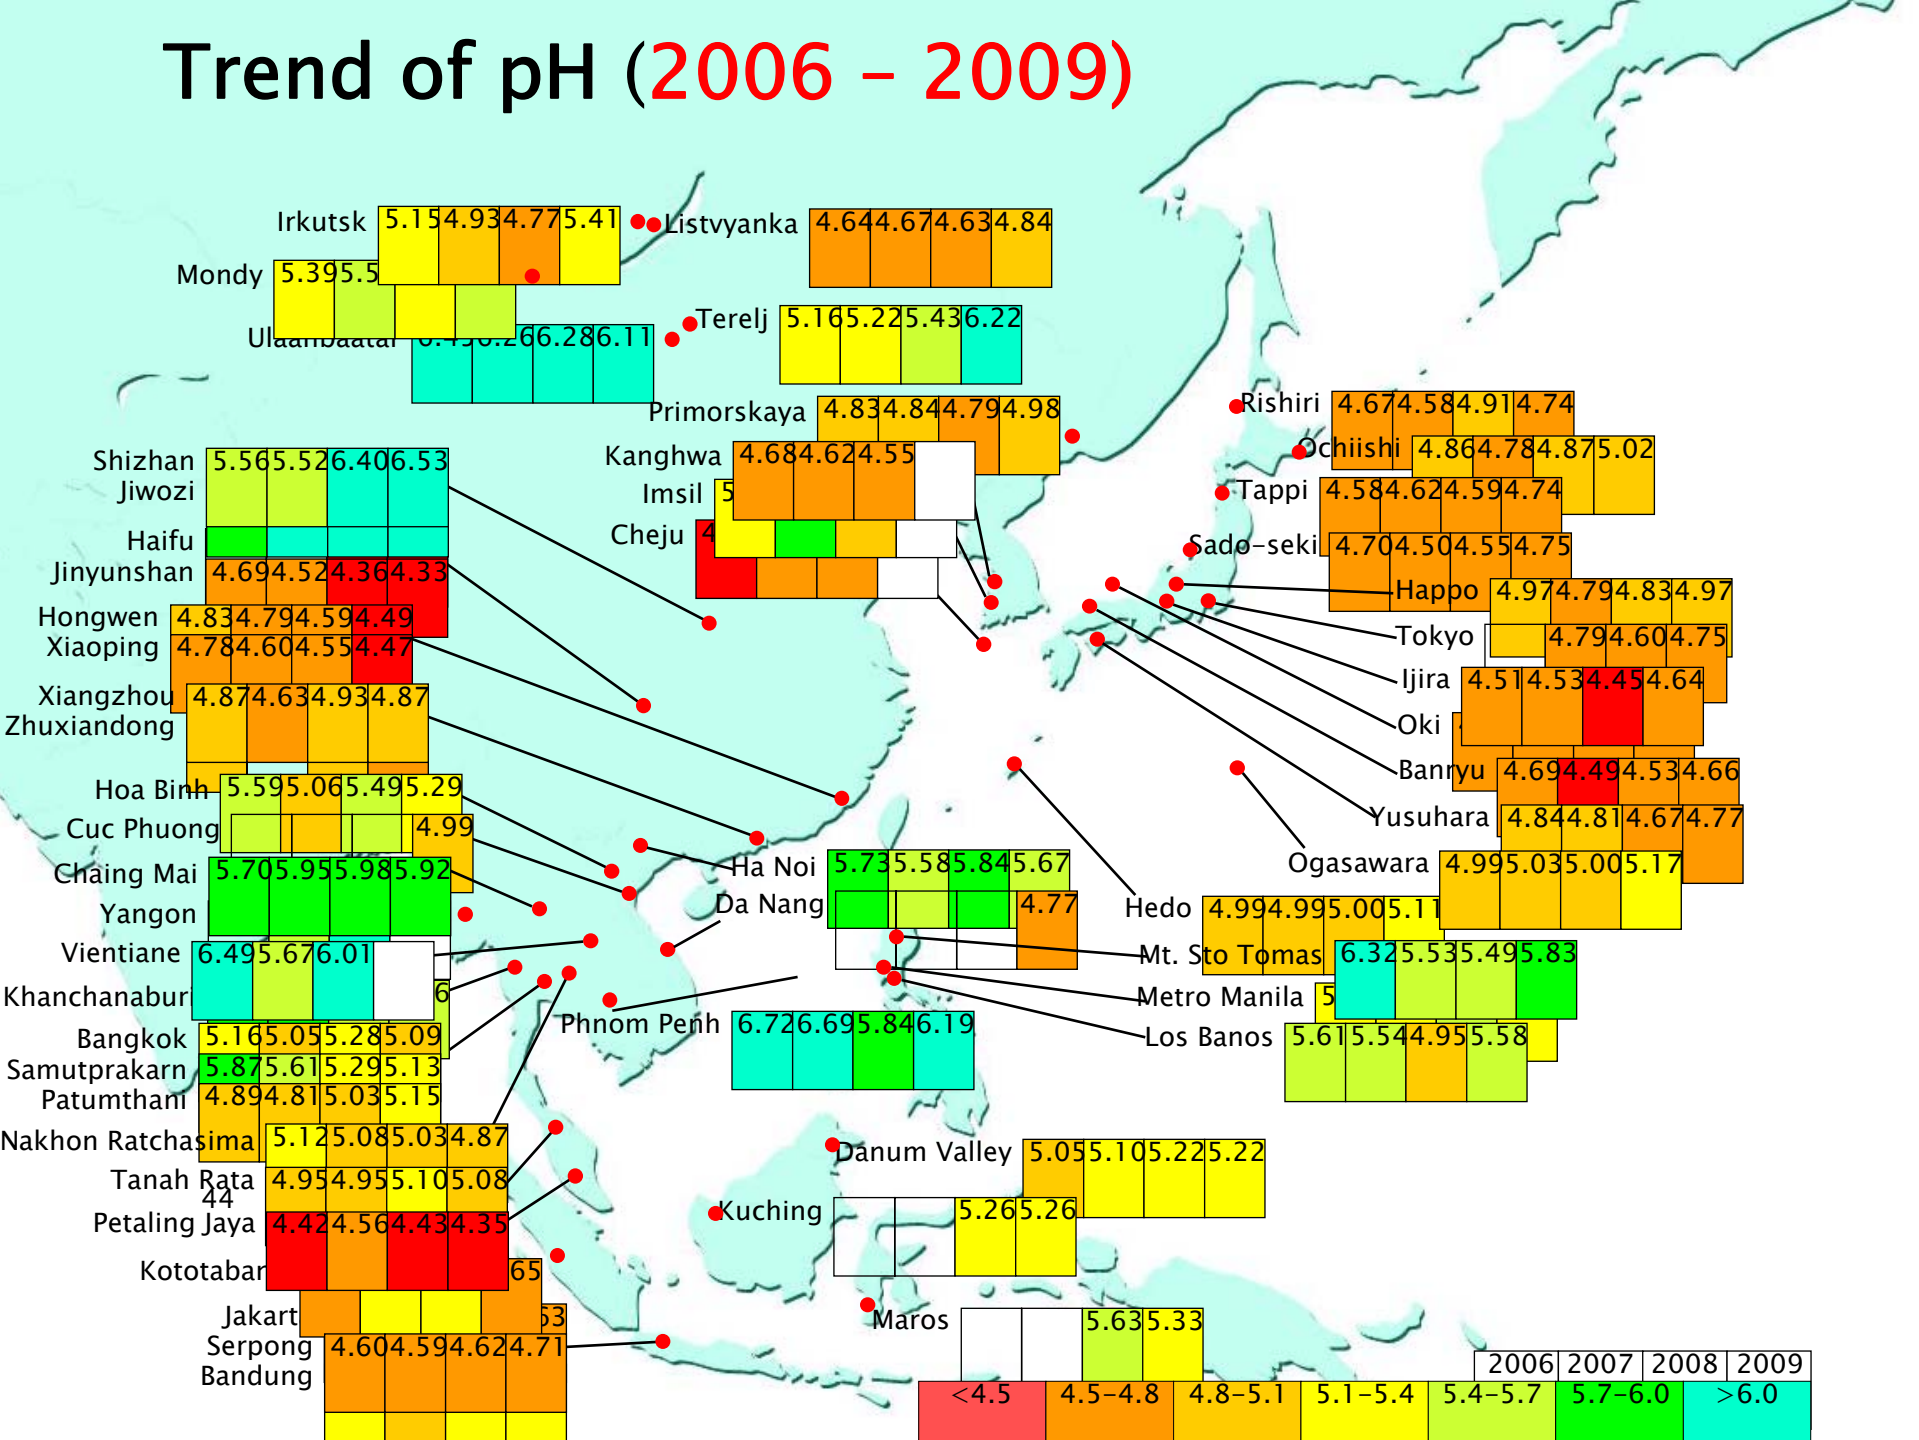 Trend of pH (2006 – 2009)
Irkutsk 5.15 4.93 4.77 5.41
Listvyanka 4.64 4.67 4.63 4.84
Mondy 5.39
Terelj 5.16 5.22 5.43 6.22
Ulaanbaatar 6.28 6.11
Primorskaya 4.83 4.84 4.79 4.98
Kanghwa 4.68 4.62 4.55
Imsil
Cheju
Rishiri 4.67 4.58 4.91 4.74
Ochiishi 4.86 4.78 4.87 5.02
Tappi 4.58 4.62 4.59 4.74
Sado-seki 4.70 4.50 4.55 4.75
Happo 4.97 4.79 4.83 4.97
Tokyo 4.79 4.60 4.75
Ijira 4.51 4.53 4.45 4.64
Oki
Banryu 4.69 4.49 4.53 4.66
Yusuhara 4.84 4.81 4.67 4.77
Ogasawara 4.99 5.03 5.00 5.17
Hedo 4.99 4.99 5.00 5.11
Shizhan 5.56 5.52 6.40 6.53
Jiwozi
Haifu
Jinyunshan 4.69 4.52 4.36 4.33
Hongwen 4.83 4.79 4.59 4.49
Xiaoping 4.78 4.60 4.55 4.47
Xiangzhou 4.87 4.63 4.93 4.87
Zhuxiandong
Hoa Binh 5.59 5.06 5.49 5.29
Cuc Phuong 4.99
Chaing Mai 5.70 5.95 5.98 5.92
Yangon
Vientiane 6.49 5.67 6.01
Khanchanaburi
Bangkok 5.16 5.05 5.28 5.09
Samutprakarn 5.87 5.61 5.29 5.13
Patumthani 4.89 4.81 5.03 5.15
Nakhon Ratchasima 5.12 5.08 5.03 4.87
Tanah Rata 4.95 4.95 5.10 5.08
44
Petaling Jaya 4.42 4.56 4.43 4.35
Kototabar
Jakart
Serpong 4.60 4.59 4.62 4.71
Bandung
Ha Noi 5.73 5.58 5.84 5.67
Da Nang 4.77
Phnom Penh 6.72 6.69 5.84 6.19
Mt. Sto Tomas 6.32 5.53 5.49 5.83
Metro Manila
Los Banos 5.61 5.54 4.95 5.58
Danum Valley 5.05 5.10 5.22 5.22
Kuching 5.26 5.26
Maros 5.63 5.33
2006 2007 2008 2009
<4.5 4.5-4.8 4.8-5.1 5.1-5.4 5.4-5.7 5.7-6.0 >6.0